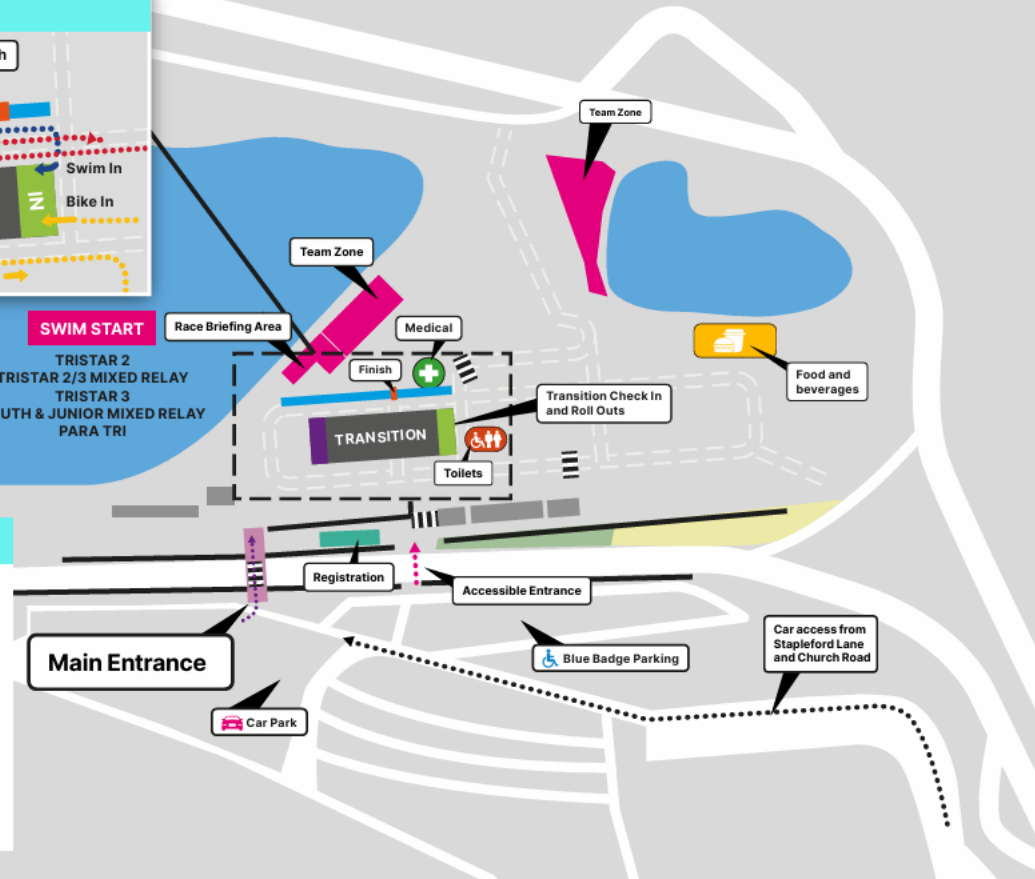 Swim In
IN
Bike In
Team Zone
Team Zone
SWIM START
TRISTAR 2
TRISTAR 2/3 MIXED RELAY
TRISTAR 3
& JUNIOR MIXED RELAY
PARA TRI
Race Briefing Area
Medical
Finish
Food and
beverages
Transition Check In
and Roll Outs
TRANSITION
Toilets
Registration
Accessible Entrance
Main Entrance
Blue Badge Parking
Car access from
Stapleford Lane
and Church Road
Car Park